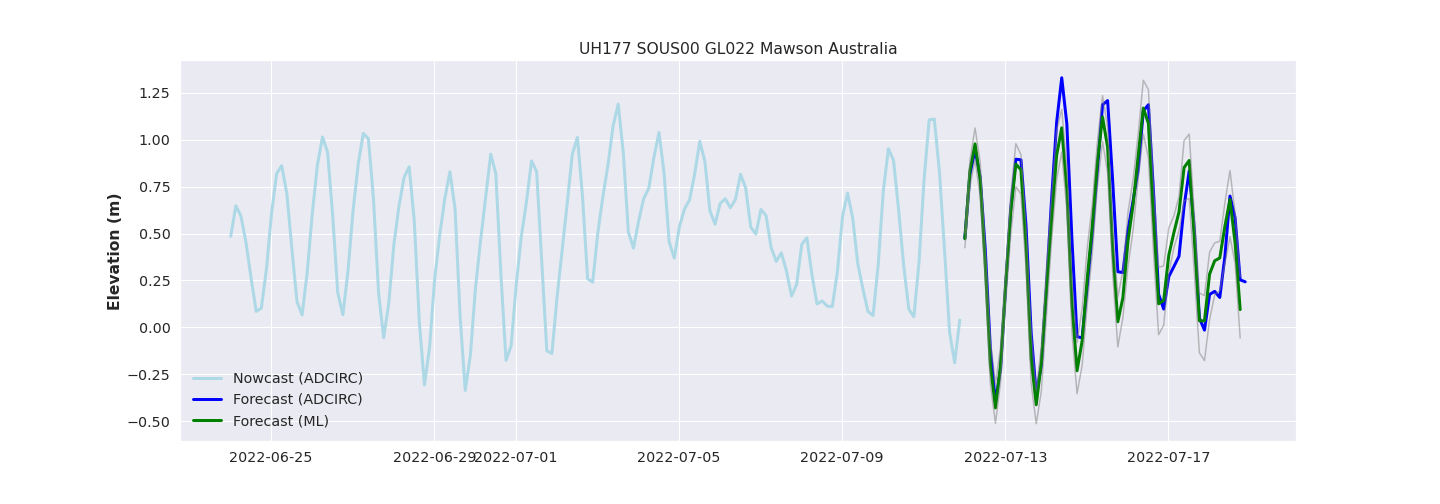 UH177 SOUS00 GL022 Mawson Australia
Elevation (m)
1.25
1.00
0.75
0.50
0.25
0.00
−0.25
−0.50
Nowcast (ADCIRC)
Forecast (ADCIRC)
Forecast (ML)
2022-06-25 2022-06-29 2022-07-01 2022-07-05 2022-07-09 2022-07-13 2022-07-17